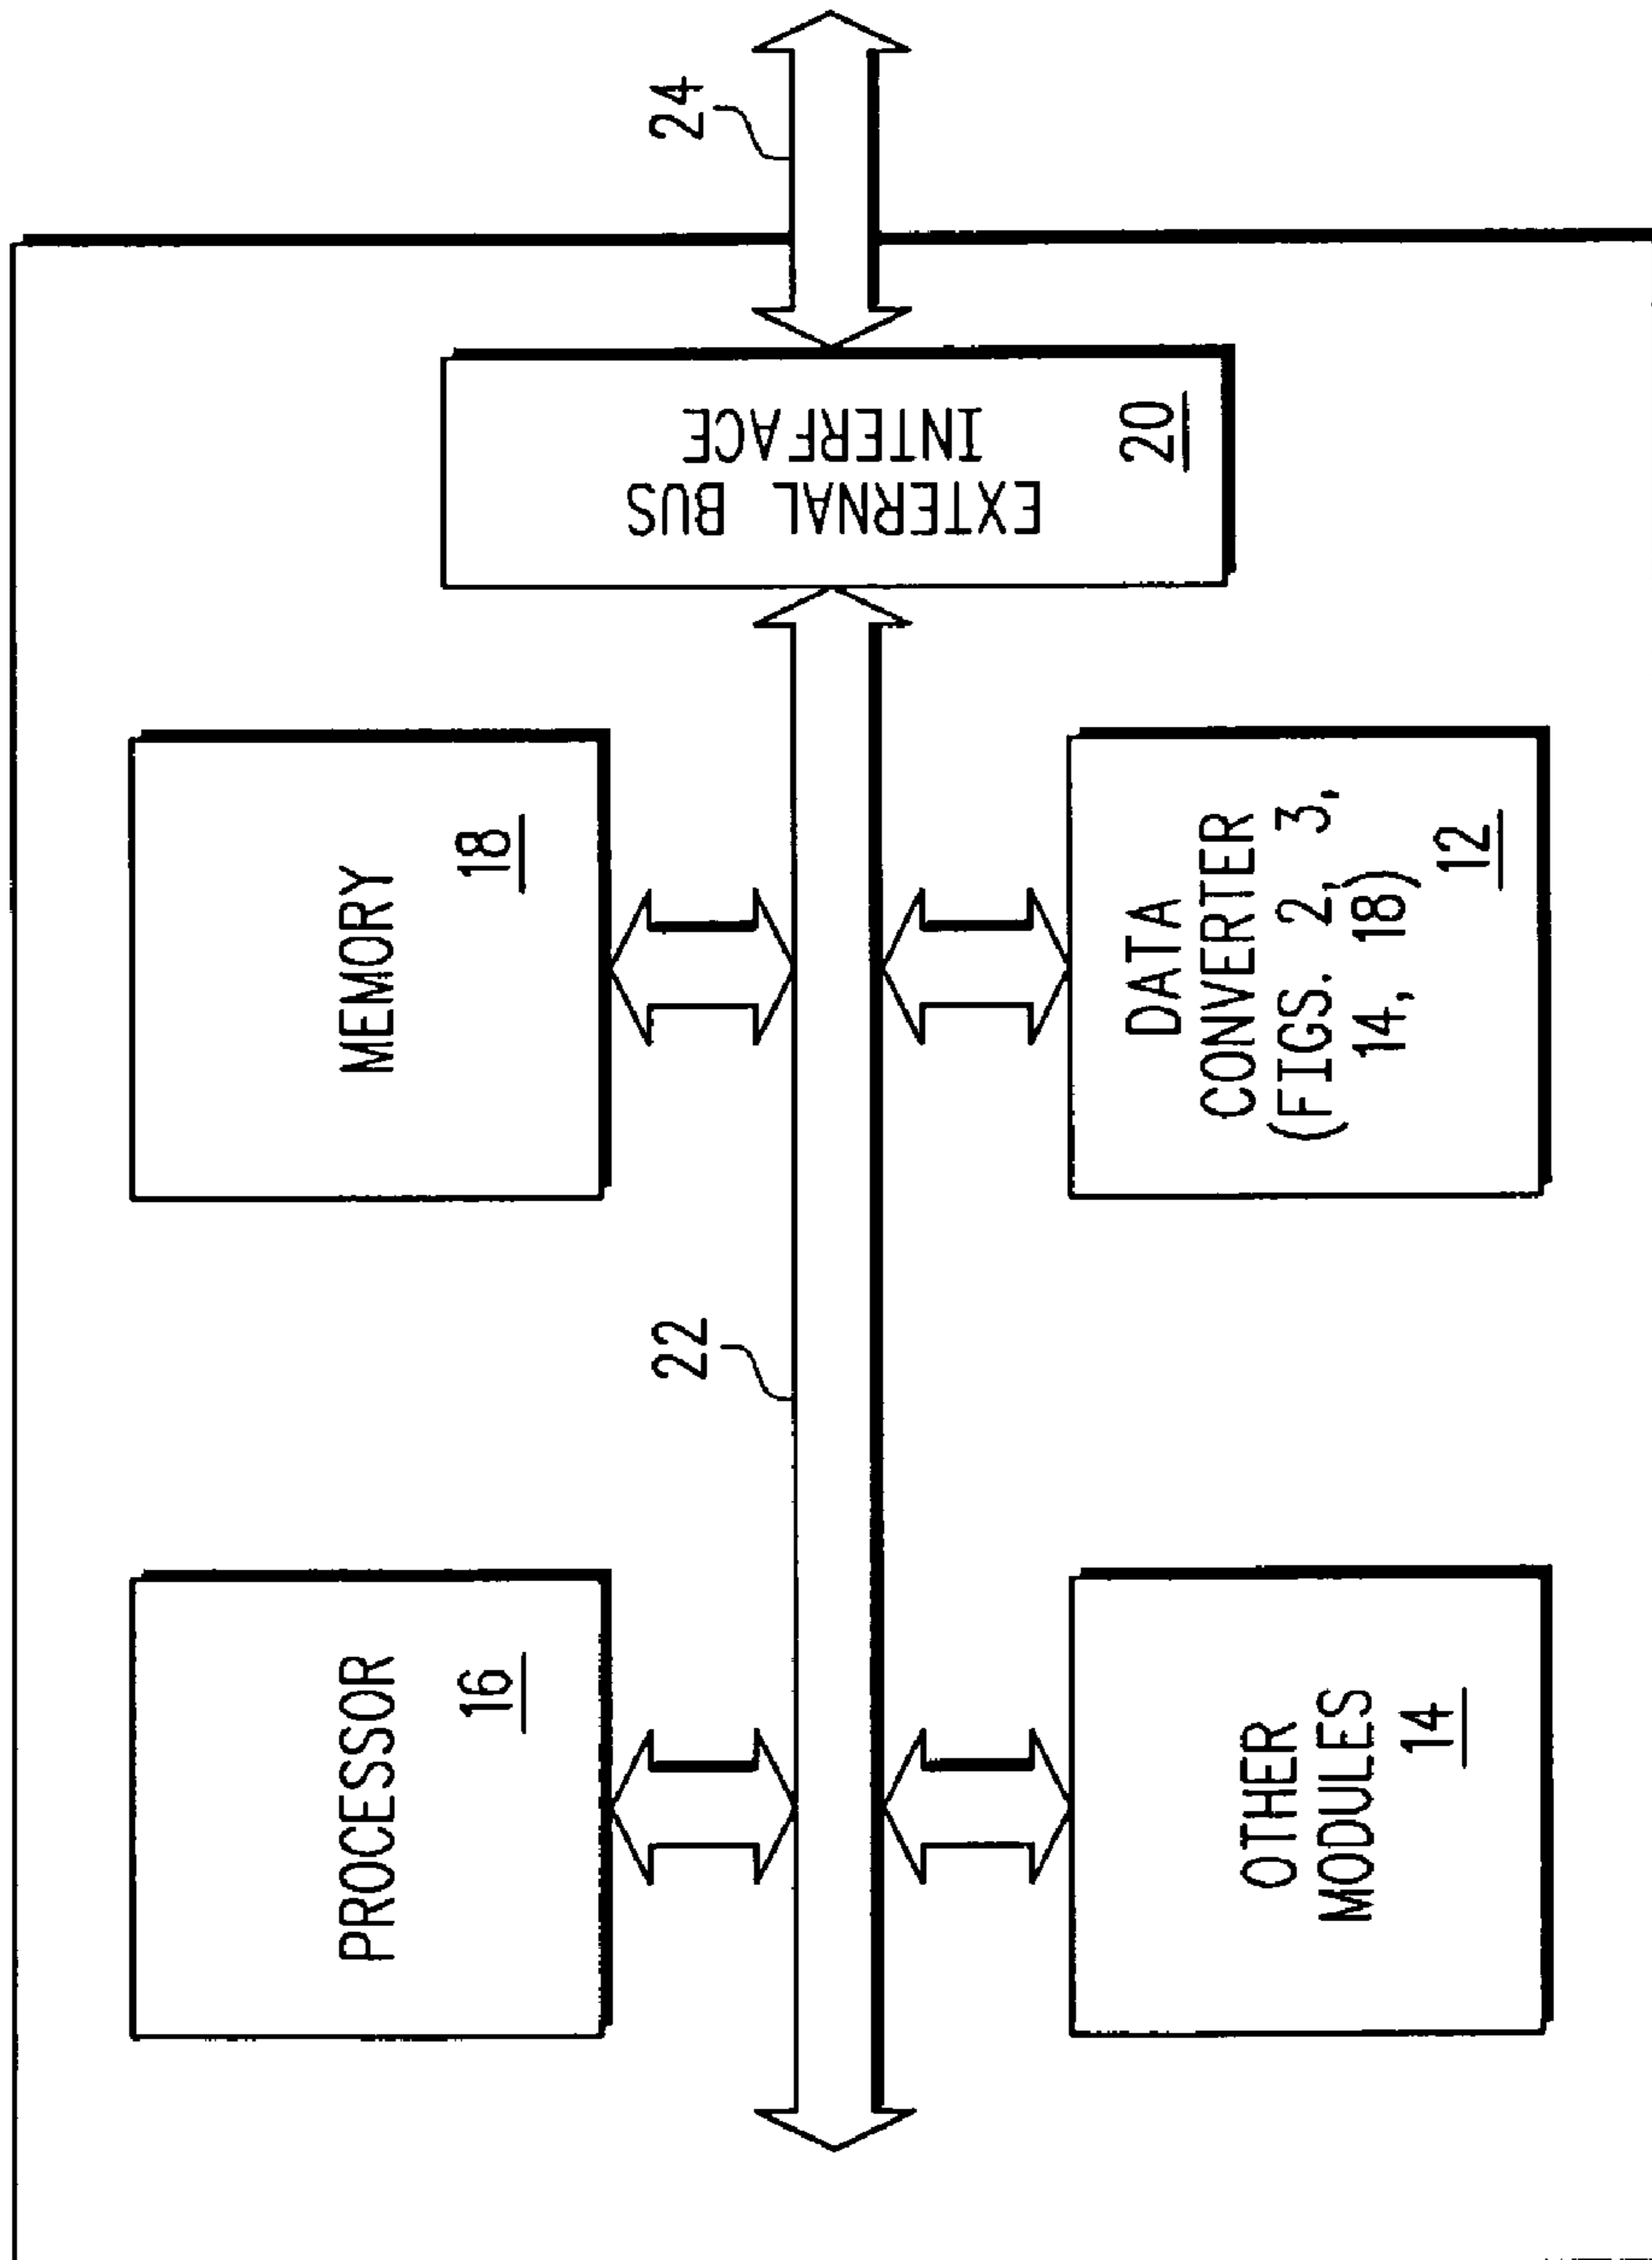 PROCESSOR
16
MEMORY
18
22
24
EXTERNAL BUS
INTERFACE
20
OTHER
MODULES
14
DATA
CONVERTER
(FIGS. 2, 3,
14, 18)
12